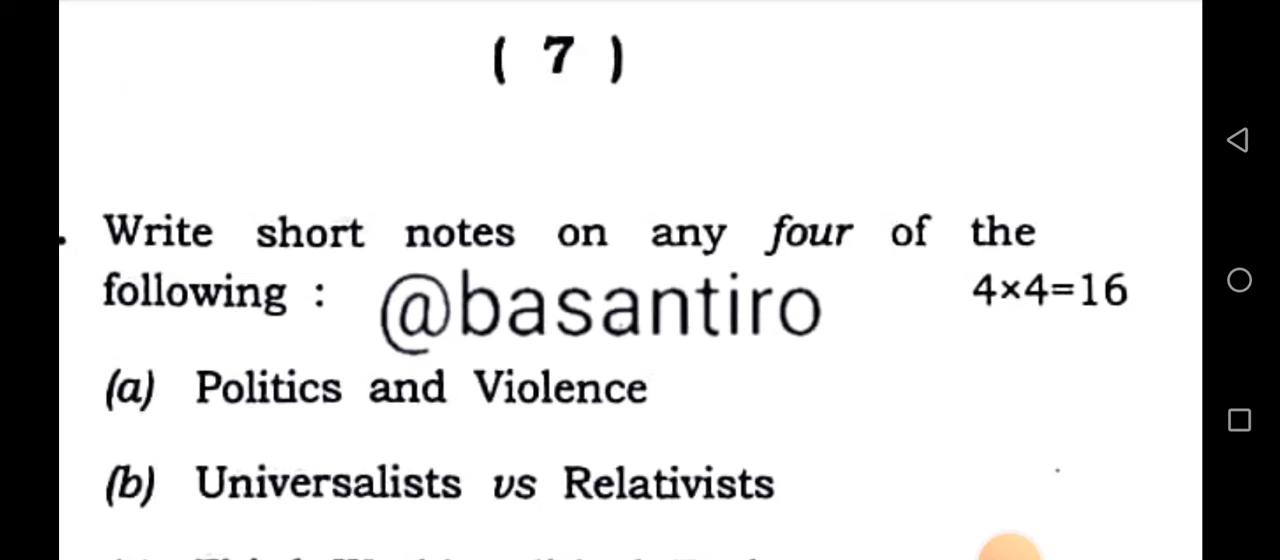 ( 7 )
Write short notes on any four of the
following : @basantiro 4×4=16
(a) Politics and Violence
(b) Universalists vs Relativists